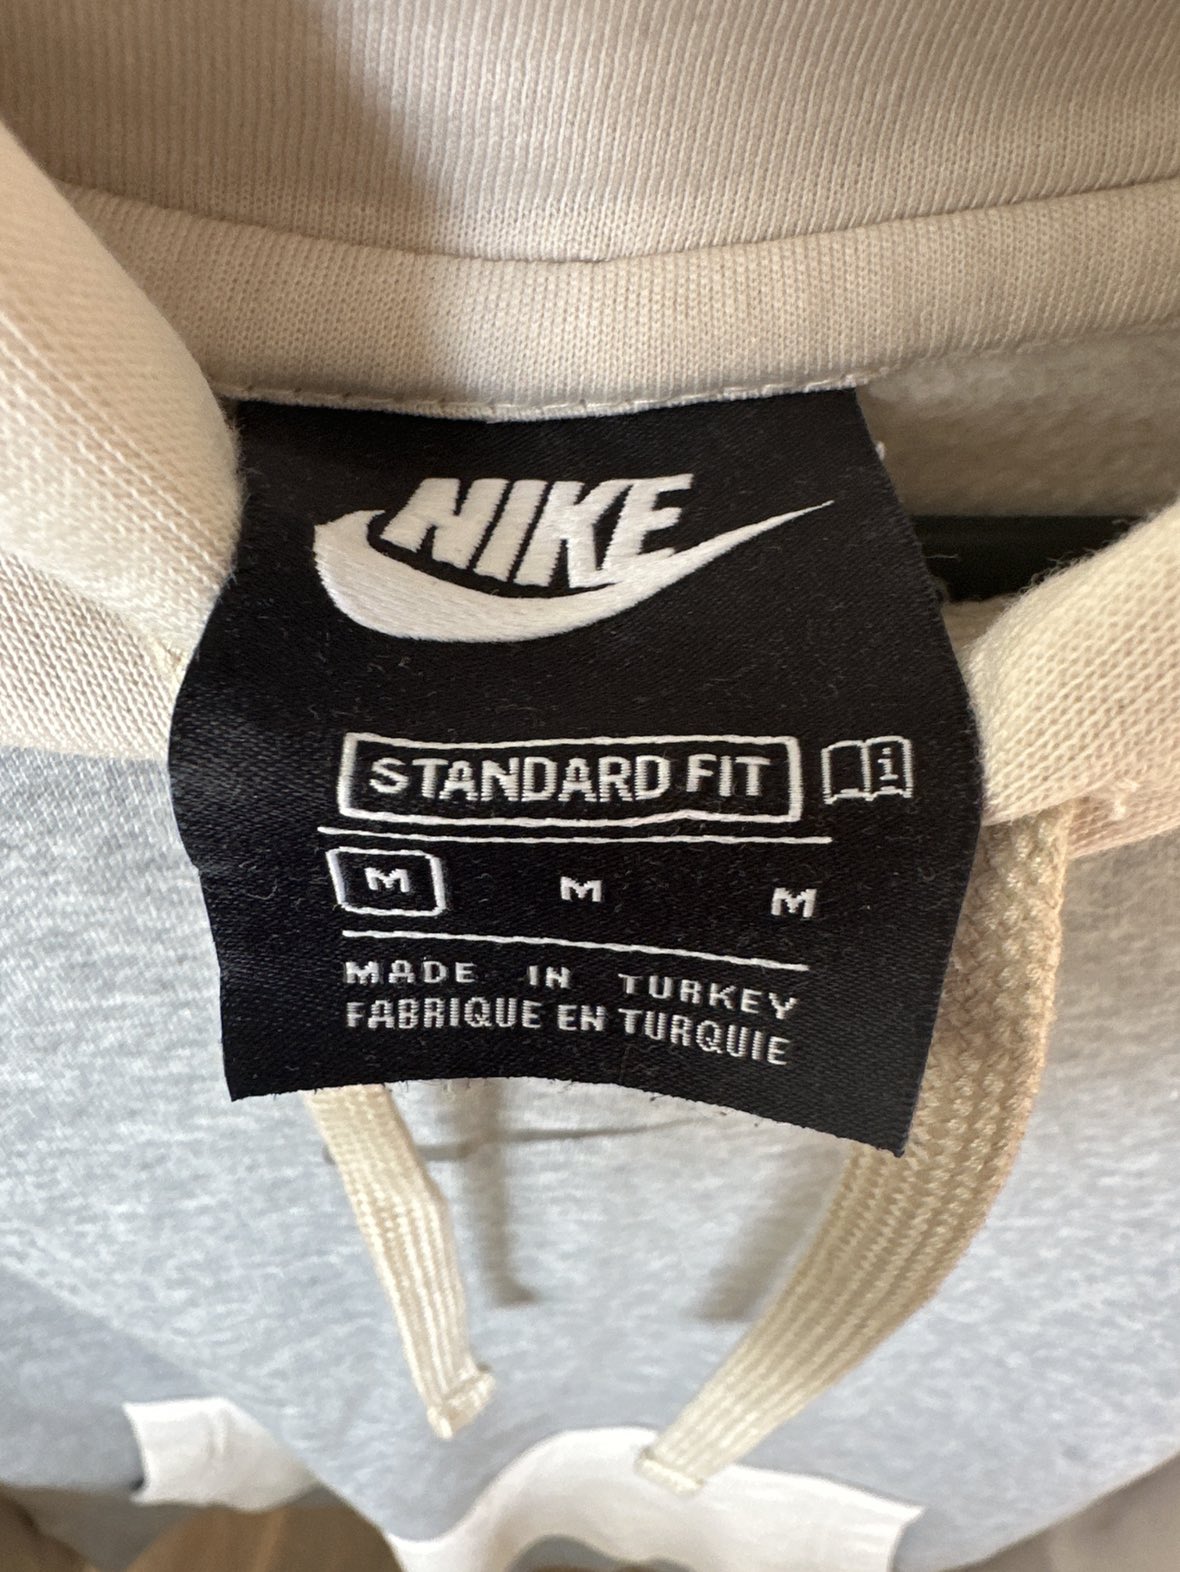 NIKE
STANDARD FIT i
M M M
MADE IN TURKEY
FABRIQUE EN TURQUIE